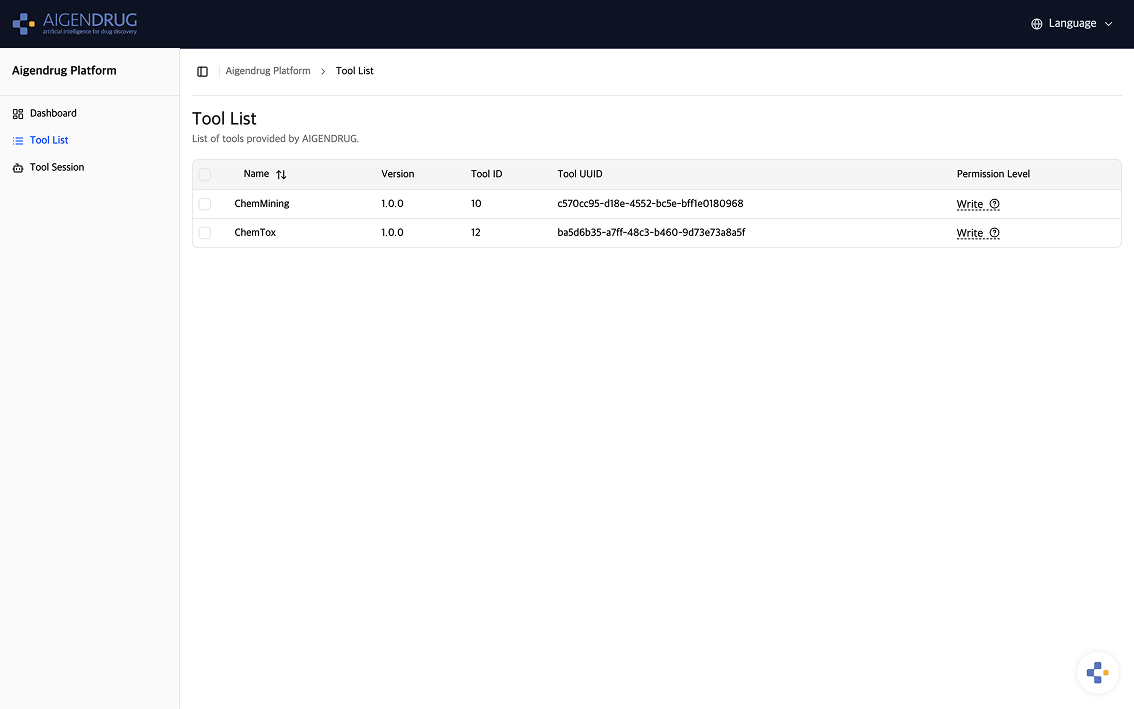 AIGENDRUG
artificial intelligence for drug discovery
Language
Aigendrug Platform
Dashboard
Tool List
Tool Session
Aigendrug Platform > Tool List
Tool List
List of tools provided by AIGENDRUG.
Name Version Tool ID Tool UUID Permission Level
ChemMining 1.0.0 10 c570cc95-d18e-4552-bc5e-bff1e0180968 Write
ChemTox 1.0.0 12 ba5d6b35-a7ff-48c3-b460-9d73e73a8a5f Write